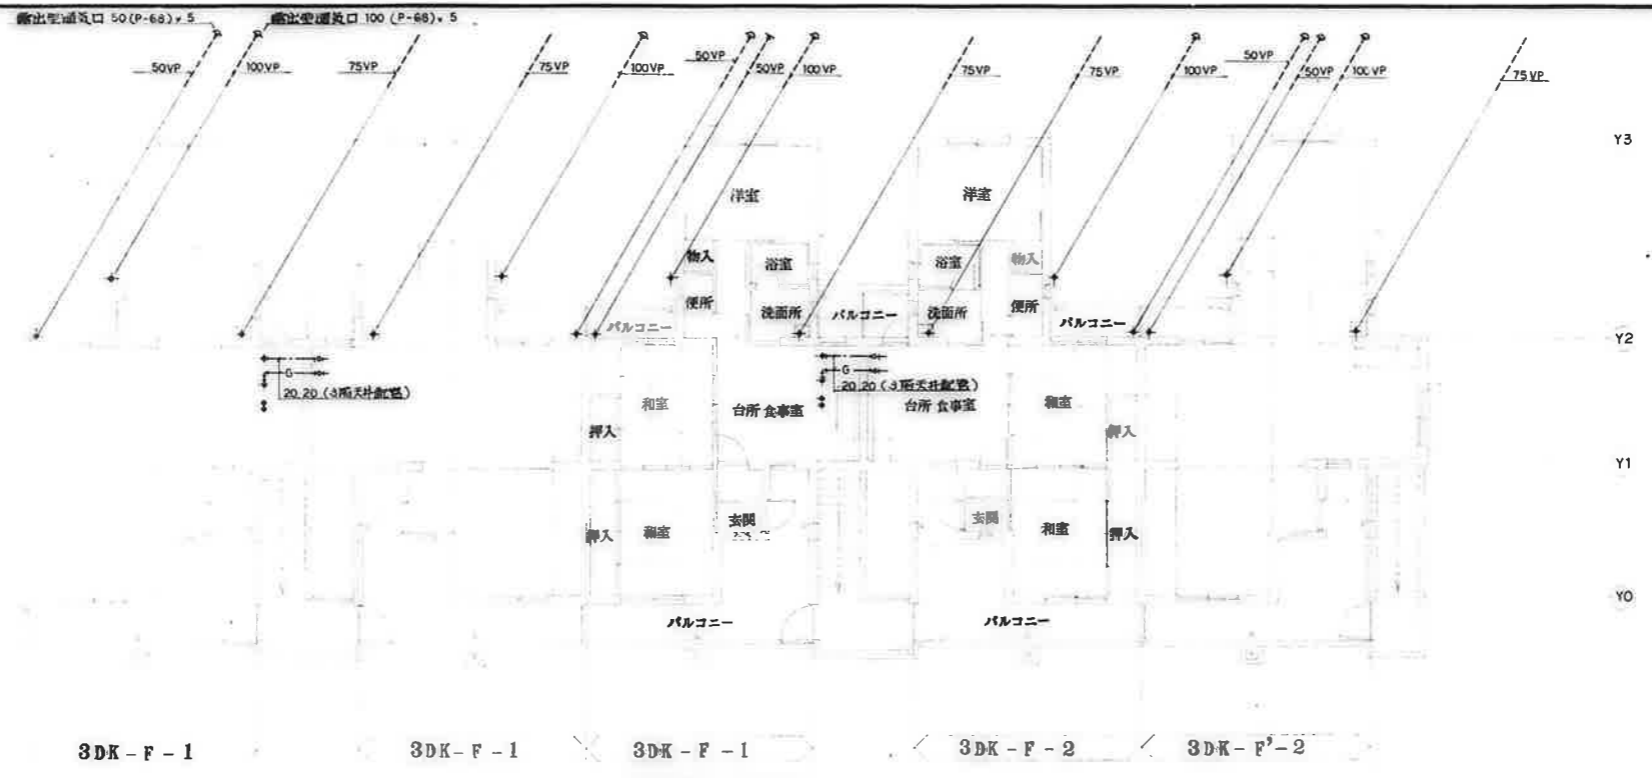 露出型通気口 50 (P-68) × 5
露出型通気口 100 (P-68) × 5
50VP
100VP
75VP
75VP
100VP
50VP
50VP
100VP
75VP
75VP
100VP
50VP
50VP
100VP
75VP
Y3
洋室
洋室
物入
浴室
浴室
物入
便所
洗面所
バルコニー
洗面所
便所
バルコニー
バルコニー
Y2
G
20 20 (3階天井配管)
G
20 20 (3階天井配管)
和室
台所 食事室
台所 食事室
和室
押入
押入
Y1
押入
和室
玄関
玄関
和室
押入
Y0
バルコニー
バルコニー
3DK-F-1
3DK-F-1
3DK-F-1
3DK-F-2
3DK-F'-2